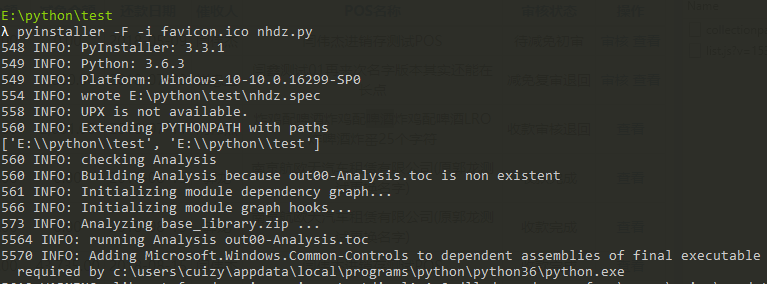 E:\python\test
λ pyinstaller -F -i favicon.ico nhdz.py
548 INFO: PyInstaller: 3.3.1
549 INFO: Python: 3.6.3
549 INFO: Platform: Windows-10-10.0.16299-SP0
554 INFO: wrote E:\python\test\nhdz.spec
558 INFO: UPX is not available.
560 INFO: Extending PYTHONPATH with paths
['E:\\python\\test', 'E:\\python\\test']
560 INFO: checking Analysis
560 INFO: Building Analysis because out00-Analysis.toc is non existent
561 INFO: Initializing module dependency graph...
566 INFO: Initializing module graph hooks...
573 INFO: Analyzing base_library.zip ...
5564 INFO: running Analysis out00-Analysis.toc
5570 INFO: Adding Microsoft.Windows.Common-Controls to dependent assemblies of final executable
required by c:\users\cuizy\appdata\local\programs\python\python36\python.exe